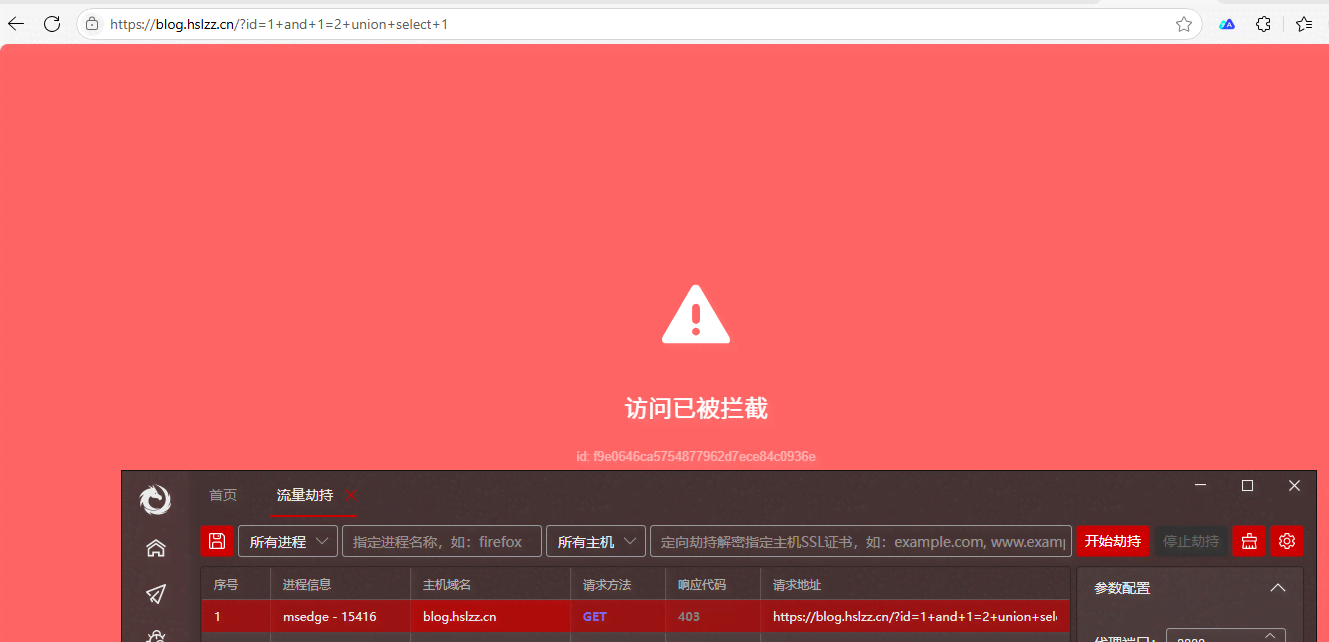 https://blog.hslzz.cn/?id=1+and+1=2+union+select+1
访问已被拦截
id: f9e0646ca5754877962d7ece84c0936e
首页 流量劫持
所有进程 指定进程名称，如：firefox 所有主机 定向劫持解密指定主机SSL证书，如：example.com, www.examp 开始劫持 停止劫持
序号 进程信息 主机域名 请求方法 响应代码 请求地址 参数配置
1 msedge - 15416 blog.hslzz.cn GET 403 https://blog.hslzz.cn/?id=1+and+1=2+union+sele